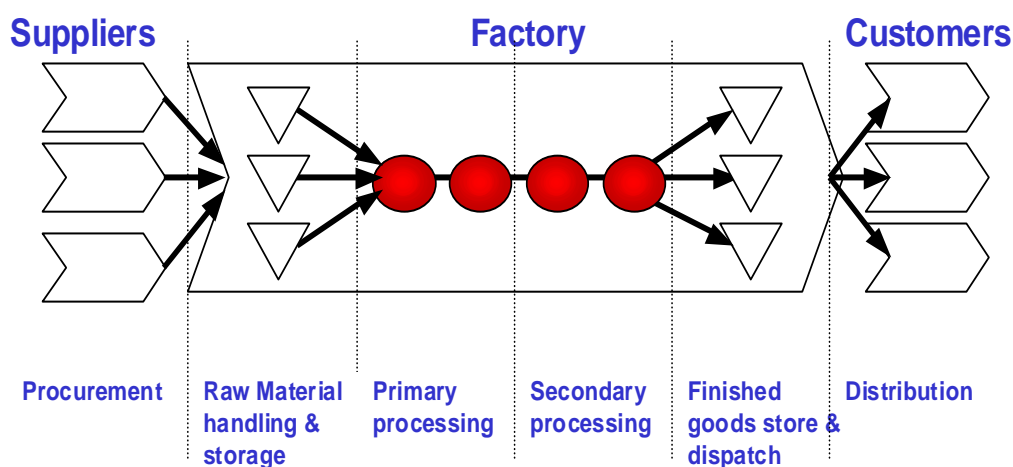 Suppliers
Factory
Customers
Procurement
Raw Material
handling &
storage
Primary
processing
Secondary
processing
Finished
goods store &
dispatch
Distribution